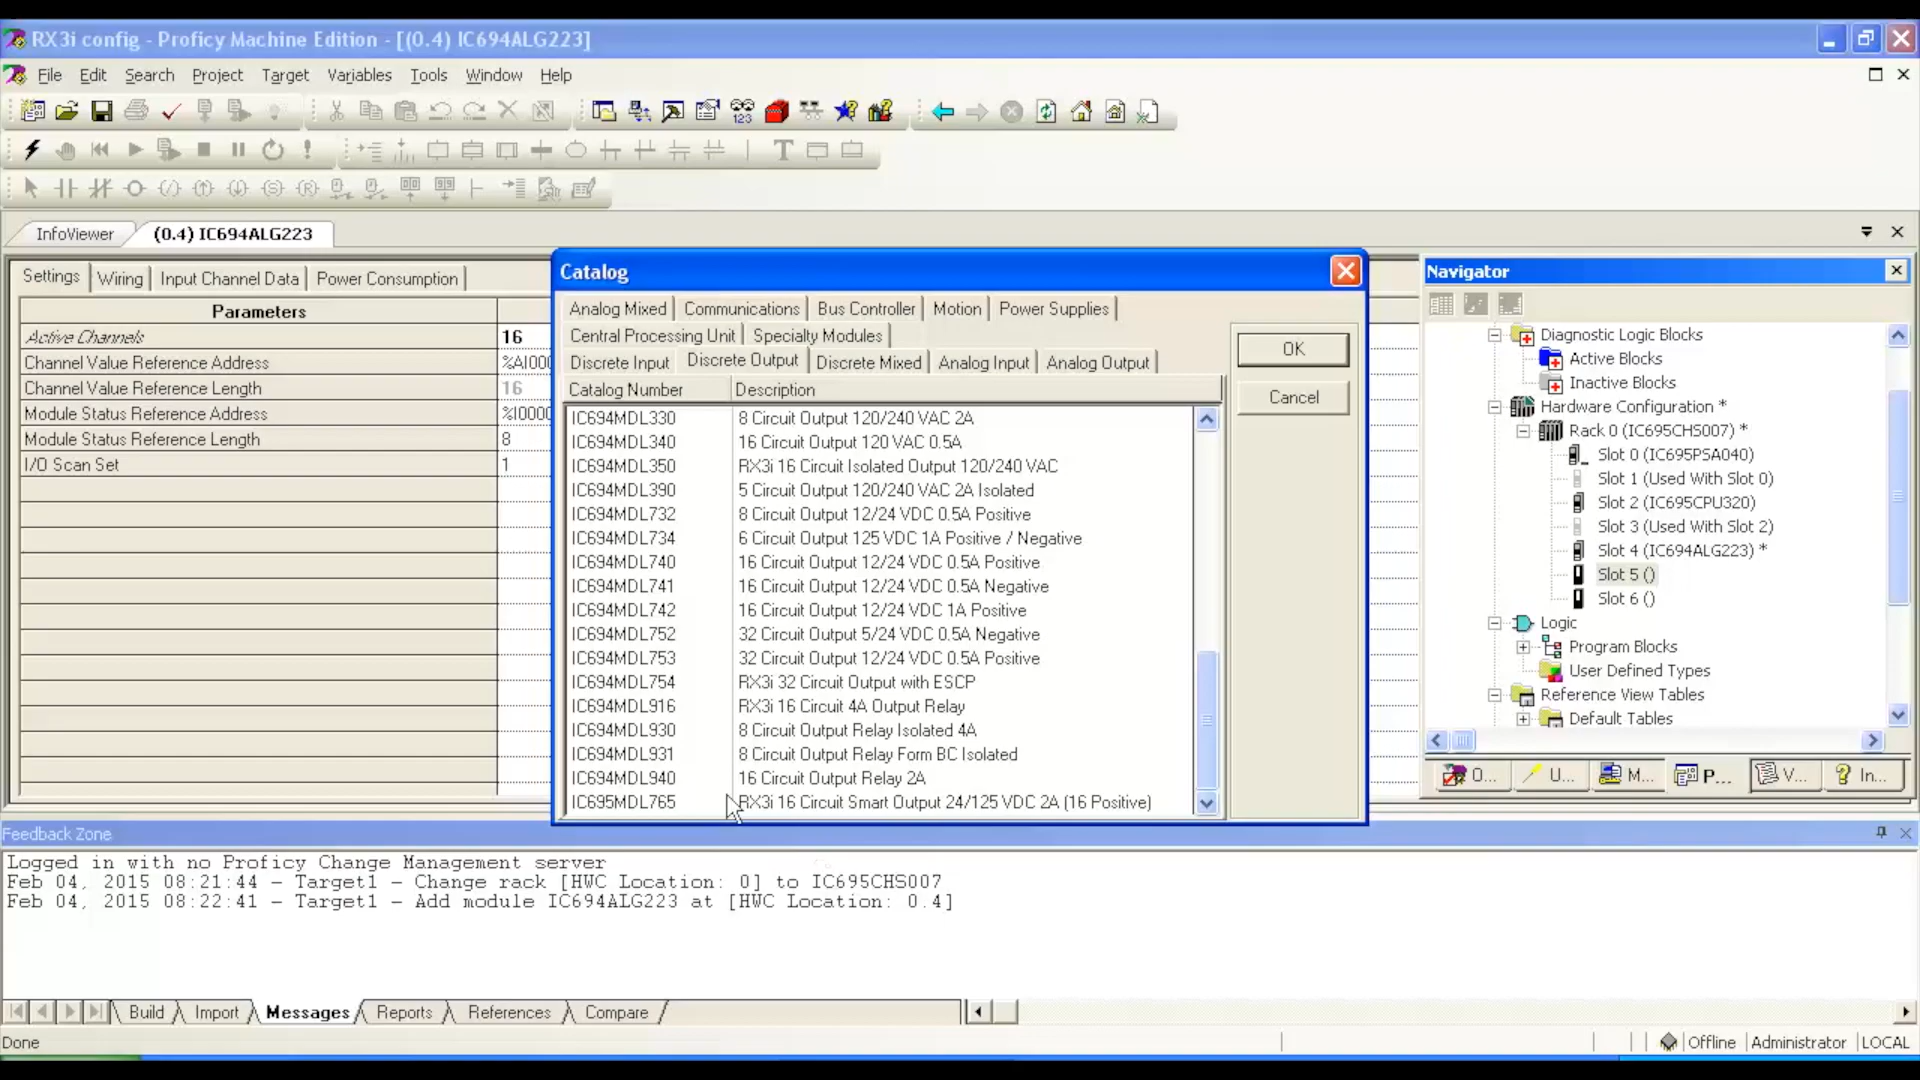 RX3i config - Proficy Machine Edition - [(0.4) IC694ALG223]
File Edit Search Project Target Variables Tools Window Help
InfoViewer (0.4) IC694ALG223
Settings Wiring Input Channel Data Power Consumption
Parameters
Active Channels 16
Channel Value Reference Address %AI000
Channel Value Reference Length 16
Module Status Reference Address %I0000
Module Status Reference Length 8
I/O Scan Set 1
Catalog
Analog Mixed Communications Bus Controller Motion Power Supplies
Central Processing Unit Specialty Modules
Discrete Input Discrete Output Discrete Mixed Analog Input Analog Output
Catalog Number Description
IC694MDL330 8 Circuit Output 120/240 VAC 2A
IC694MDL340 16 Circuit Output 120 VAC 0.5A
IC694MDL350 RX3i 16 Circuit Isolated Output 120/240 VAC
IC694MDL390 5 Circuit Output 120/240 VAC 2A Isolated
IC694MDL732 8 Circuit Output 12/24 VDC 0.5A Positive
IC694MDL734 6 Circuit Output 125 VDC 1A Positive / Negative
IC694MDL740 16 Circuit Output 12/24 VDC 0.5A Positive
IC694MDL741 16 Circuit Output 12/24 VDC 0.5A Negative
IC694MDL742 16 Circuit Output 12/24 VDC 1A Positive
IC694MDL752 32 Circuit Output 5/24 VDC 0.5A Negative
IC694MDL753 32 Circuit Output 12/24 VDC 0.5A Positive
IC694MDL754 RX3i 32 Circuit Output with ESCP
IC694MDL916 RX3i 16 Circuit 4A Output Relay
IC694MDL930 8 Circuit Output Relay Isolated 4A
IC694MDL931 8 Circuit Output Relay Form BC Isolated
IC694MDL940 16 Circuit Output Relay 2A
IC695MDL765 RX3i 16 Circuit Smart Output 24/125 VDC 2A (16 Positive)
OK
Cancel
Navigator
Diagnostic Logic Blocks
Active Blocks
Inactive Blocks
Hardware Configuration *
Rack 0 (IC695CHS007) *
Slot 0 (IC695PSA040)
Slot 1 (Used With Slot 0)
Slot 2 (IC695CPU320)
Slot 3 (Used With Slot 2)
Slot 4 (IC694ALG223) *
Slot 5 ()
Slot 6 ()
Logic
Program Blocks
User Defined Types
Reference View Tables
Default Tables
O... U... M... P... V... In...
Feedback Zone
Logged in with no Proficy Change Management server
Feb 04, 2015 08:21:44 - Target1 - Change rack [HWC Location: 0] to IC695CHS007
Feb 04, 2015 08:22:41 - Target1 - Add module IC694ALG223 at [HWC Location: 0.4]
Build Import Messages Reports References Compare
Done
Offline Administrator LOCAL